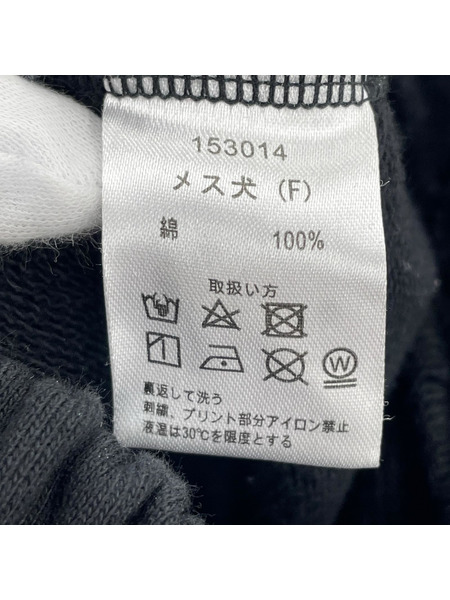 153014
メス犬 (F)
綿 100%
取扱い方
W
裏返して洗う
刺繍、プリント部分アイロン禁止
液温は30℃を限度とする